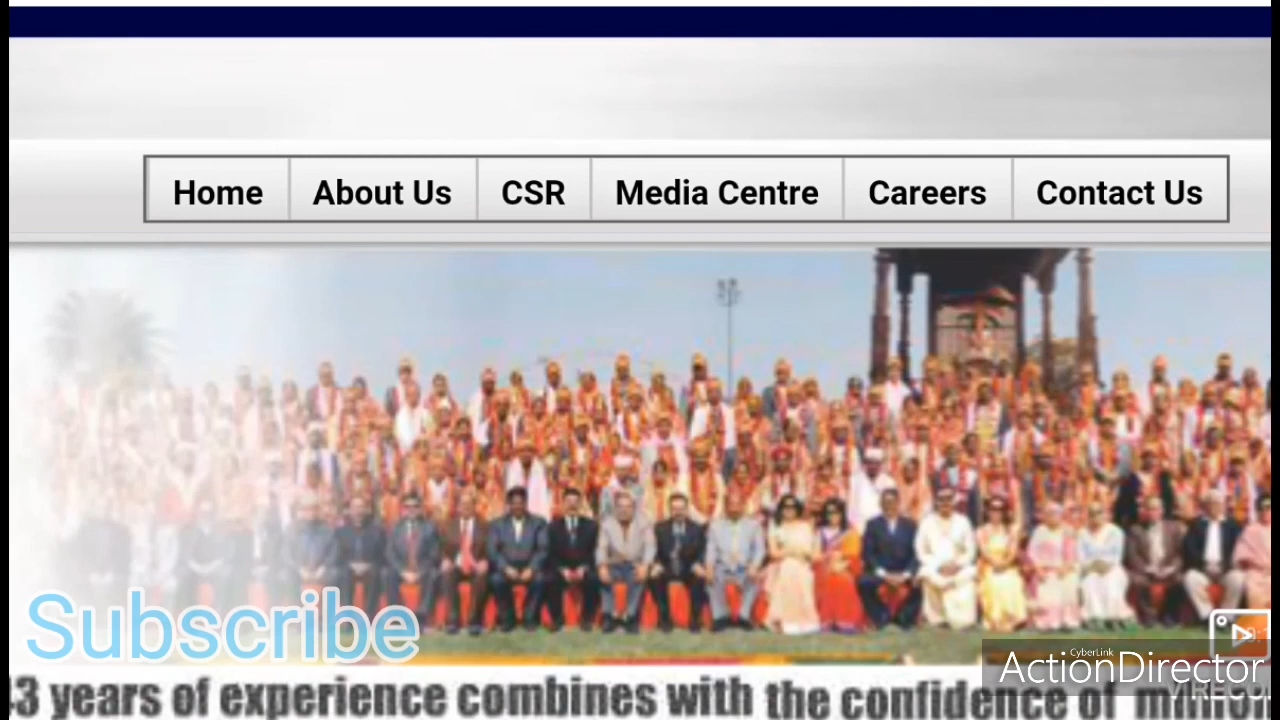 Home About Us CSR Media Centre Careers Contact Us
Subscribe
CyberLink
ActionDirector
3 years of experience combines with the confidence of